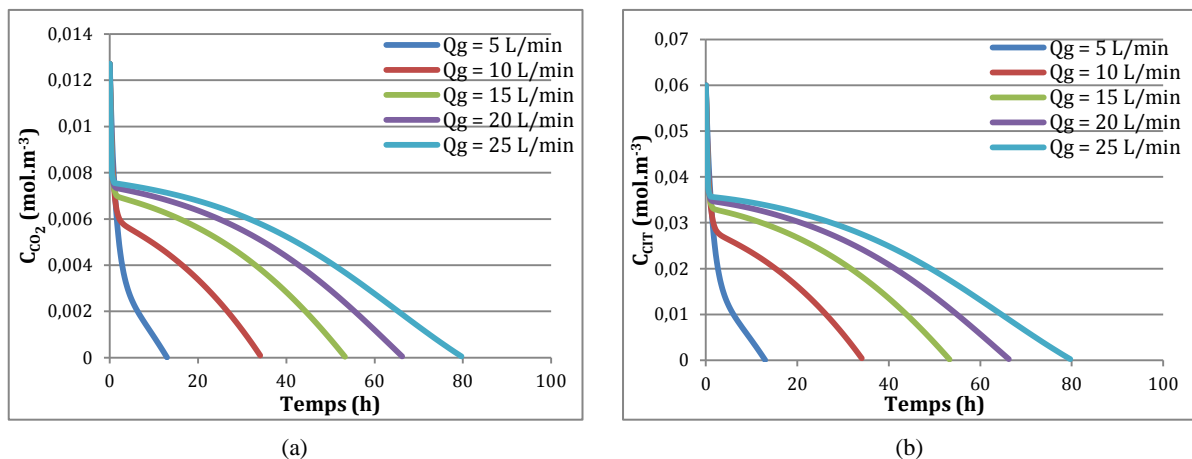 0,014
0,012
0,01
0,008
0,006
0,004
0,002
0
C_CO₂ (mol.m⁻³)
0 20 40 60 80 100
Temps (h)
Qg = 5 L/min
Qg = 10 L/min
Qg = 15 L/min
Qg = 20 L/min
Qg = 25 L/min
(a)
0,07
0,06
0,05
0,04
0,03
0,02
0,01
0
C_CIT (mol.m⁻³)
0 20 40 60 80 100
Temps (h)
Qg = 5 L/min
Qg = 10 L/min
Qg = 15 L/min
Qg = 20 L/min
Qg = 25 L/min
(b)